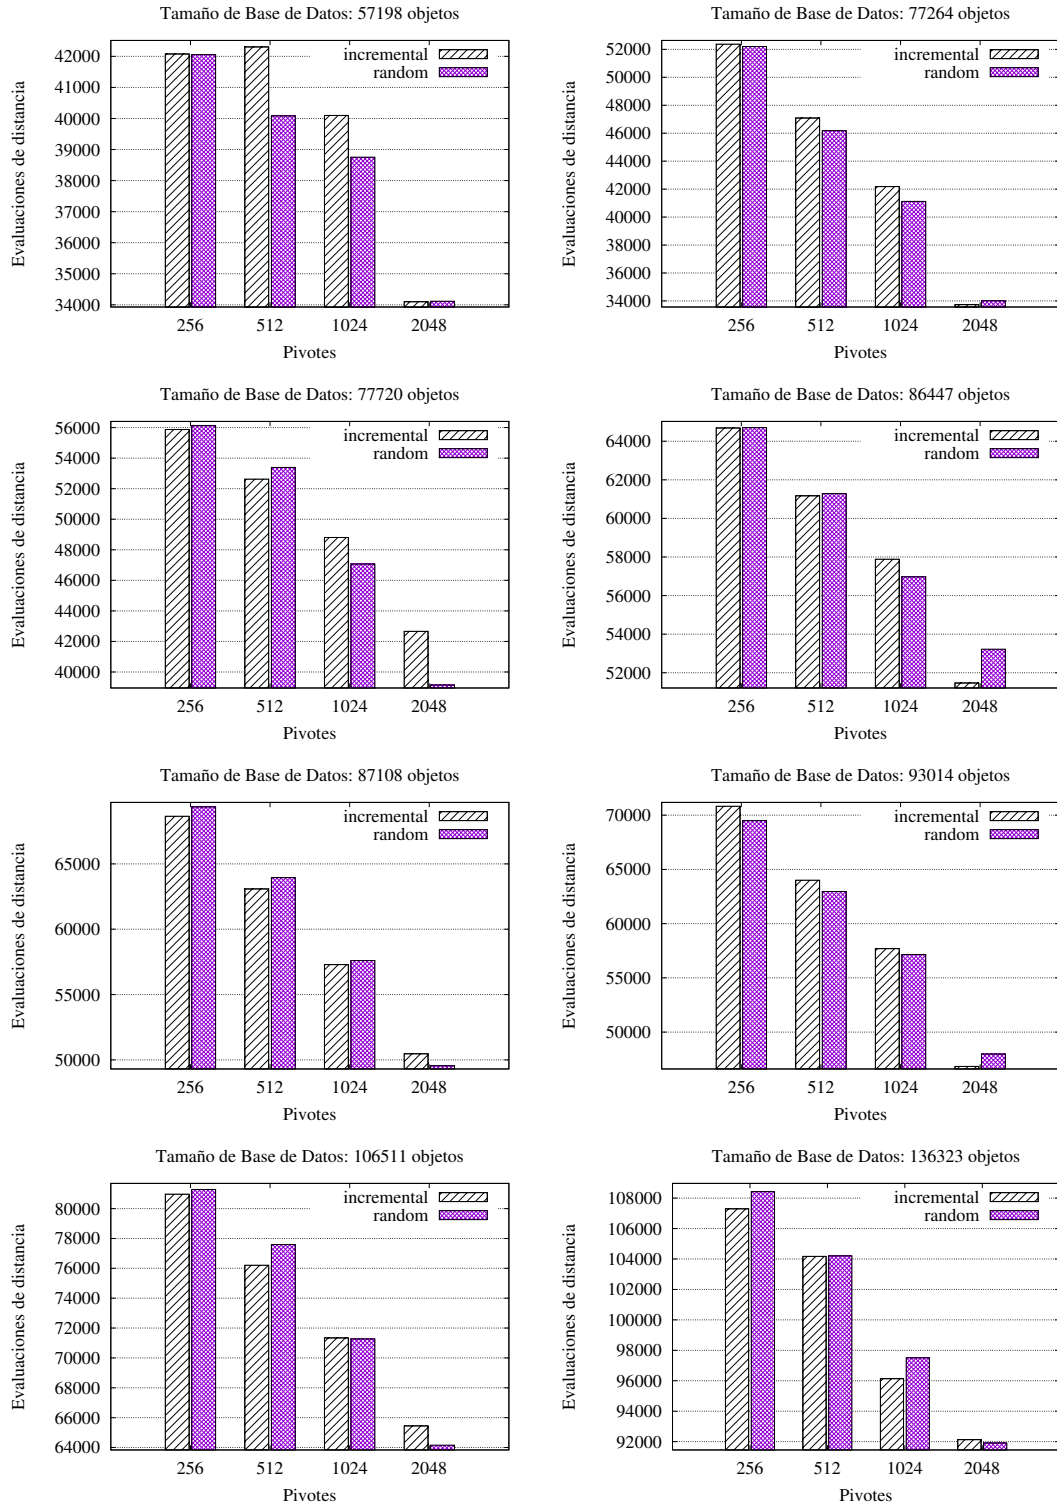 Tamaño de Base de Datos: 57198 objetos
Evaluaciones de distancia
42000
41000
40000
39000
38000
37000
36000
35000
34000
incremental
random
256 512 1024 2048
Pivotes
Tamaño de Base de Datos: 77264 objetos
Evaluaciones de distancia
52000
50000
48000
46000
44000
42000
40000
38000
36000
34000
incremental
random
256 512 1024 2048
Pivotes
Tamaño de Base de Datos: 77720 objetos
Evaluaciones de distancia
56000
54000
52000
50000
48000
46000
44000
42000
40000
incremental
random
256 512 1024 2048
Pivotes
Tamaño de Base de Datos: 86447 objetos
Evaluaciones de distancia
64000
62000
60000
58000
56000
54000
52000
incremental
random
256 512 1024 2048
Pivotes
Tamaño de Base de Datos: 87108 objetos
Evaluaciones de distancia
65000
60000
55000
50000
incremental
random
256 512 1024 2048
Pivotes
Tamaño de Base de Datos: 93014 objetos
Evaluaciones de distancia
70000
65000
60000
55000
50000
incremental
random
256 512 1024 2048
Pivotes
Tamaño de Base de Datos: 106511 objetos
Evaluaciones de distancia
80000
78000
76000
74000
72000
70000
68000
66000
64000
incremental
random
256 512 1024 2048
Pivotes
Tamaño de Base de Datos: 136323 objetos
Evaluaciones de distancia
108000
106000
104000
102000
100000
98000
96000
94000
92000
incremental
random
256 512 1024 2048
Pivotes